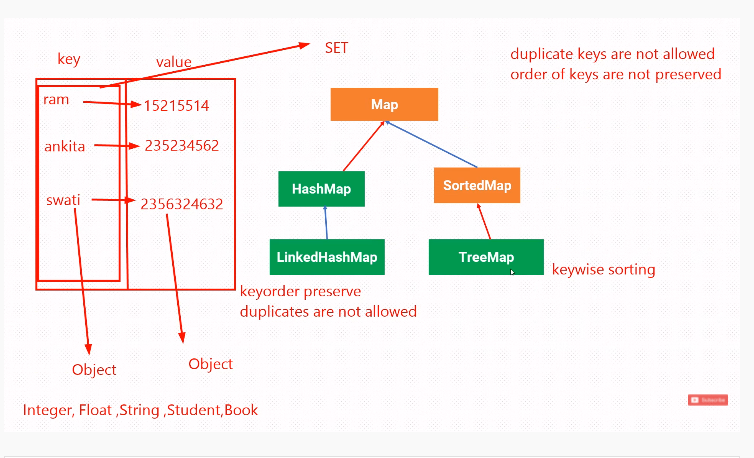 key
value
SET
duplicate keys are not allowed
order of keys are not preserved
ram
15215514
ankita
235234562
swati
2356324632
Map
HashMap
SortedMap
LinkedHashMap
TreeMap
keyorder preserve
duplicates are not allowed
keywise sorting
Object
Object
Integer, Float ,String ,Student,Book
Subscribe